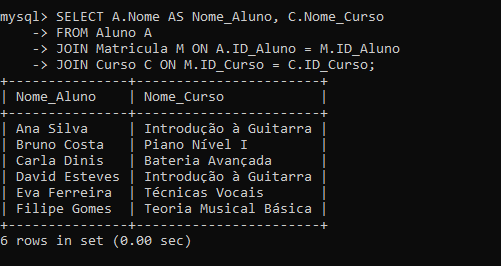 mysql> SELECT A.Nome AS Nome_Aluno, C.Nome_Curso
    -> FROM Aluno A
    -> JOIN Matricula M ON A.ID_Aluno = M.ID_Aluno
    -> JOIN Curso C ON M.ID_Curso = C.ID_Curso;
+---------------+-----------------------+
| Nome_Aluno    | Nome_Curso            |
+---------------+-----------------------+
| Ana Silva     | Introdução à Guitarra |
| Bruno Costa   | Piano Nível I         |
| Carla Dinis   | Bateria Avançada      |
| David Esteves | Introdução à Guitarra |
| Eva Ferreira  | Técnicas Vocais       |
| Filipe Gomes  | Teoria Musical Básica |
+---------------+-----------------------+
6 rows in set (0.00 sec)